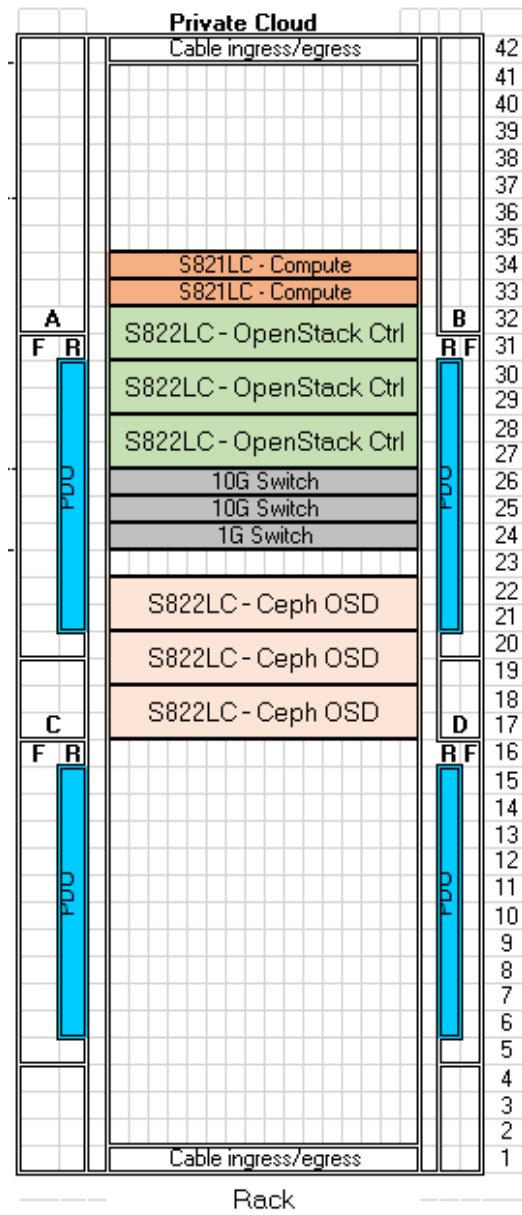 Private Cloud
Cable ingress/egress 42
41
40
39
38
37
36
35
S821LC - Compute 34
S821LC - Compute 33
A B 32
S822LC - OpenStack Ctrl
F R R F 31
30
S822LC - OpenStack Ctrl
29
28
S822LC - OpenStack Ctrl
27
PDU 10G Switch PDU 26
10G Switch 25
1G Switch 24
23
22
S822LC - Ceph OSD
21
20
S822LC - Ceph OSD
19
18
S822LC - Ceph OSD
C D 17
F R R F 16
15
14
13
12
PDU PDU 11
10
9
8
7
6
5
4
3
2
Cable ingress/egress 1
Rack